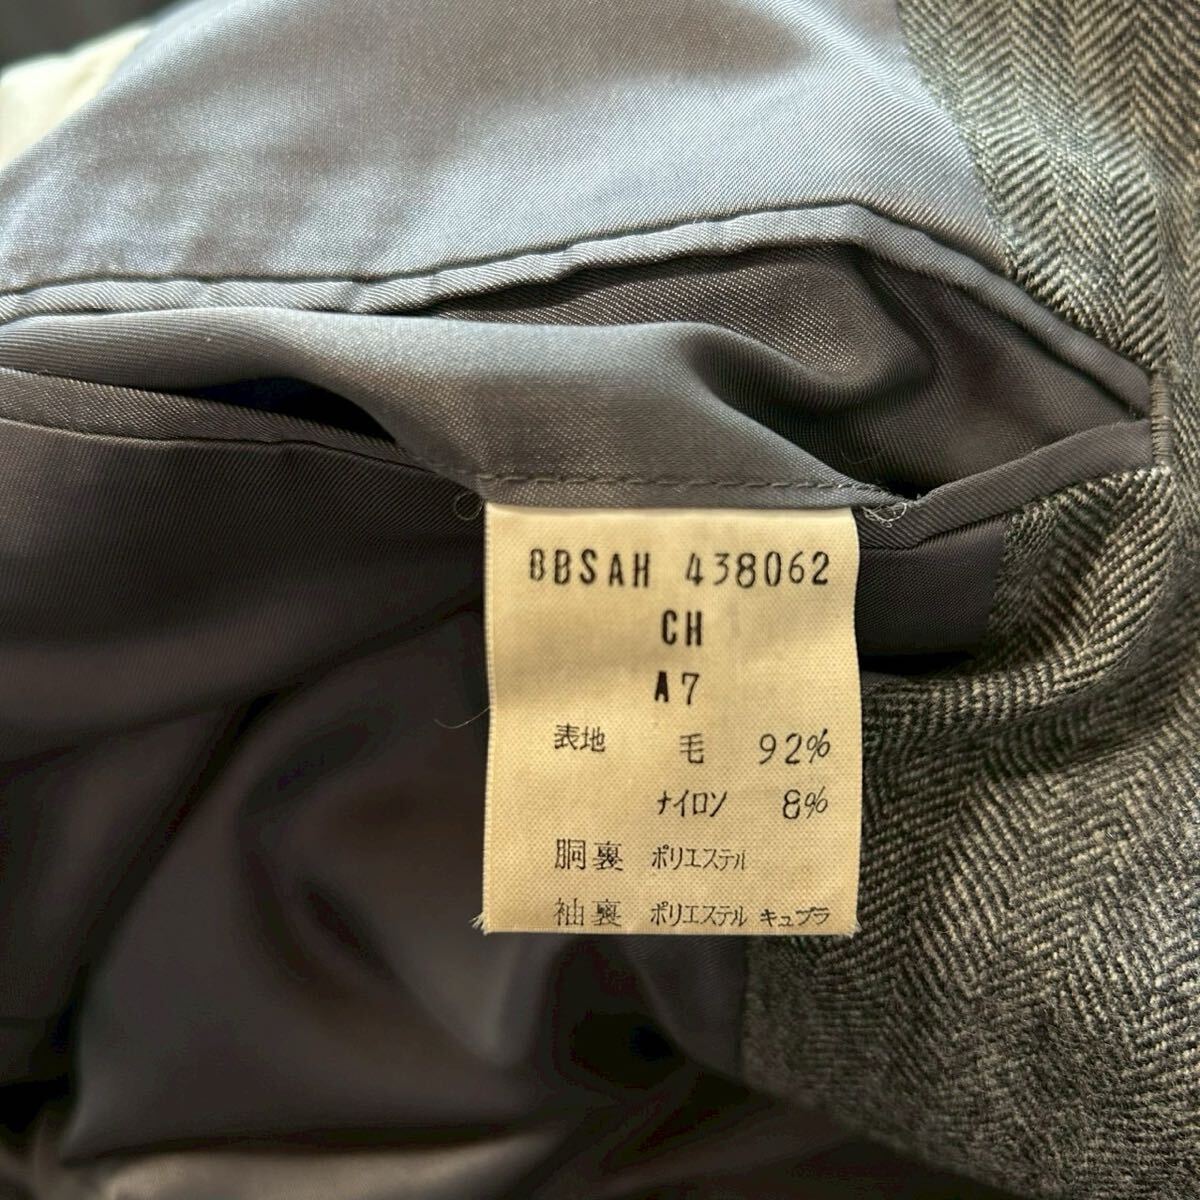 BBSAH 438062
CH
A7
表地 毛 92%
ナイロン 8%
胴裏 ポリエステル
袖裏 ポリエステル キュプラ